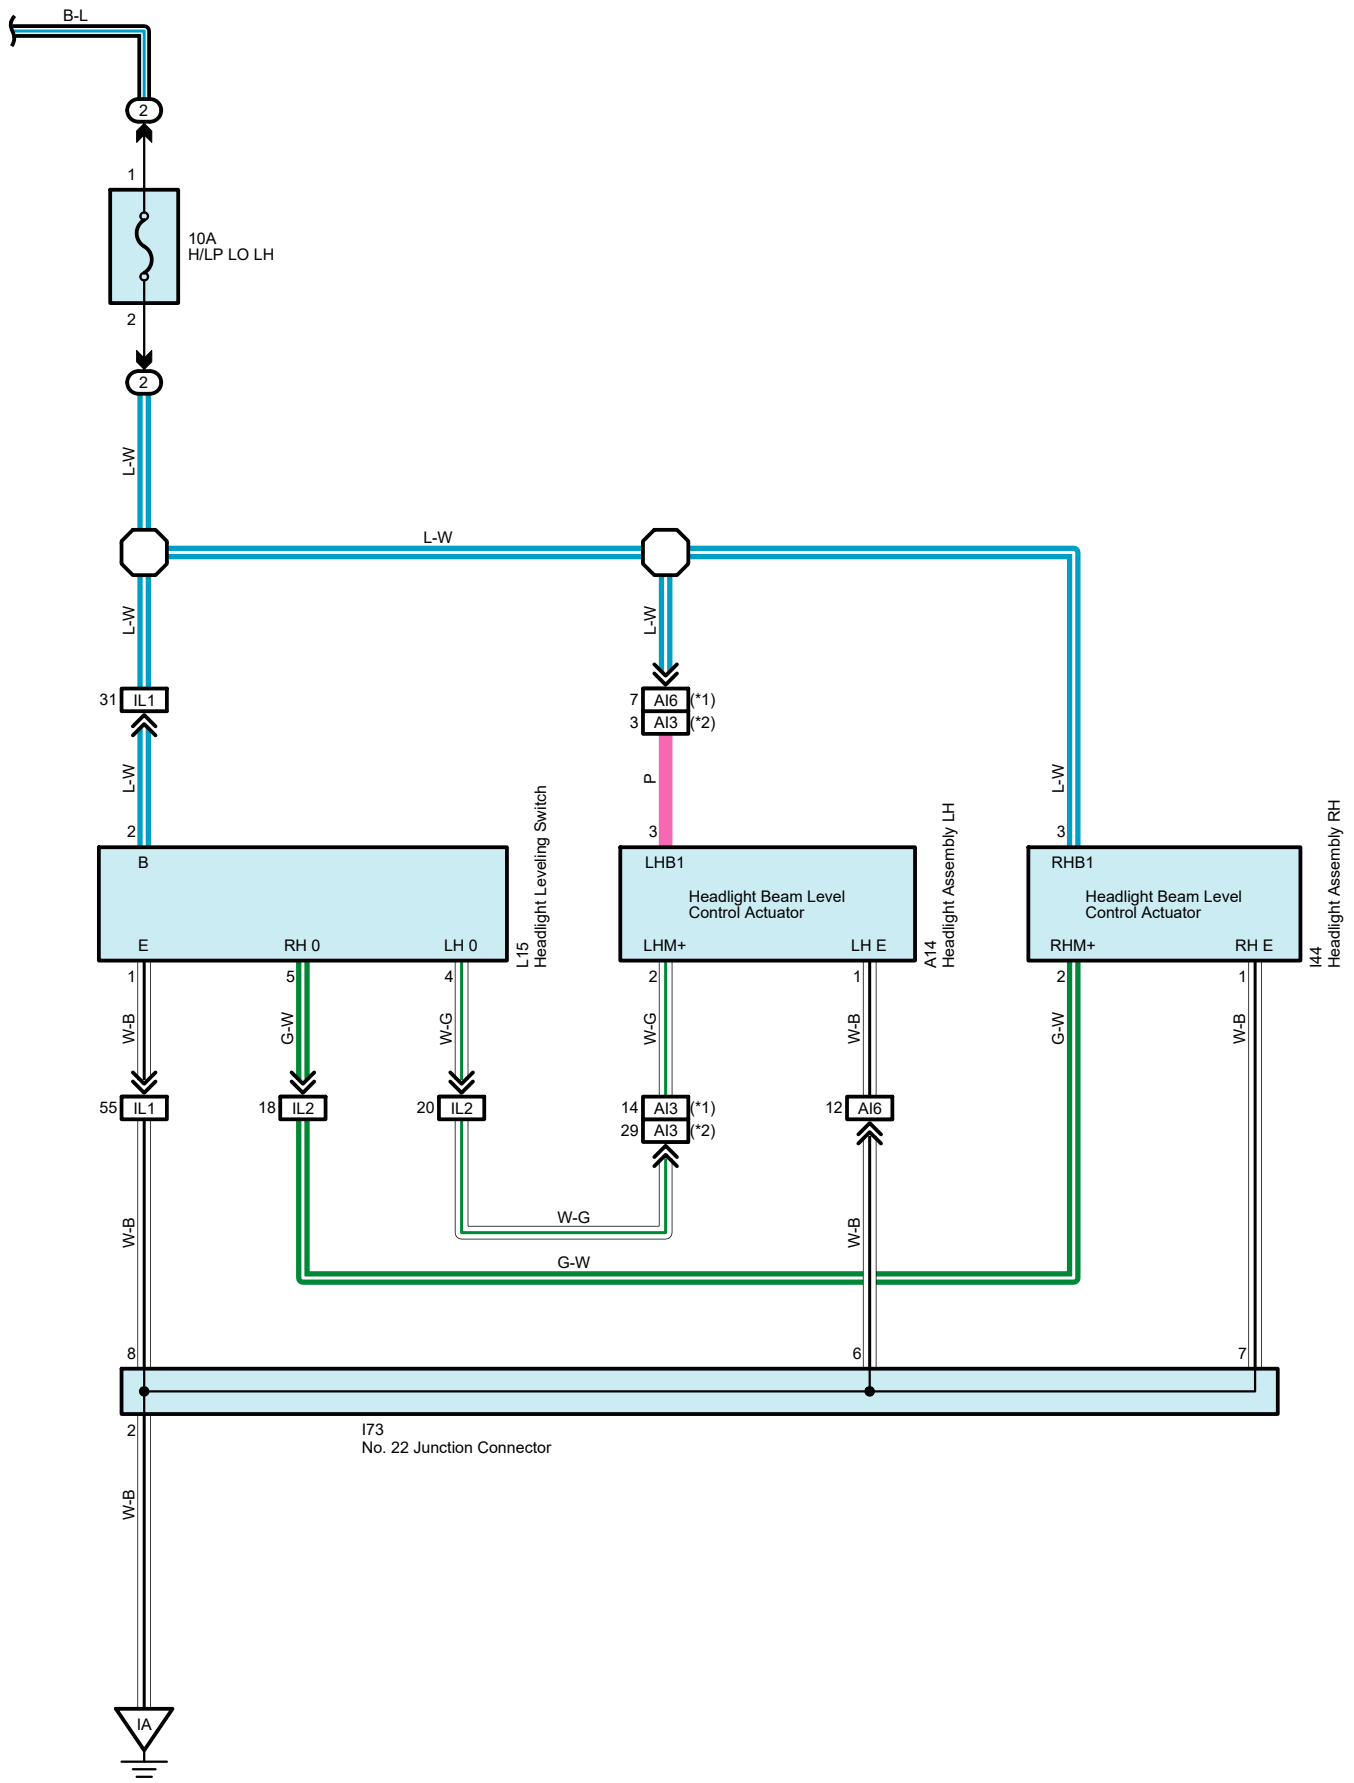 B-L
2
1
10A
H/LP LO LH
2
2
L-W
L-W
L-W
L-W
31 IL1
7 AI6 (*1)
3 AI3 (*2)
L-W
P
L-W
2
3
3
B
LHB1
RHB1
Headlight Beam Level
Control Actuator
Headlight Beam Level
Control Actuator
E
RH 0
LH 0
LHM+
LH E
RHM+
RH E
L15
Headlight Leveling Switch
A14
Headlight Assembly LH
I44
Headlight Assembly RH
1
5
4
2
1
2
1
W-B
G-W
W-G
W-G
W-B
G-W
W-B
55 IL1
18 IL2
20 IL2
14 AI3 (*1)
29 AI3 (*2)
12 AI6
W-B
W-G
W-B
G-W
8
6
7
2
I73
No. 22 Junction Connector
W-B
IA